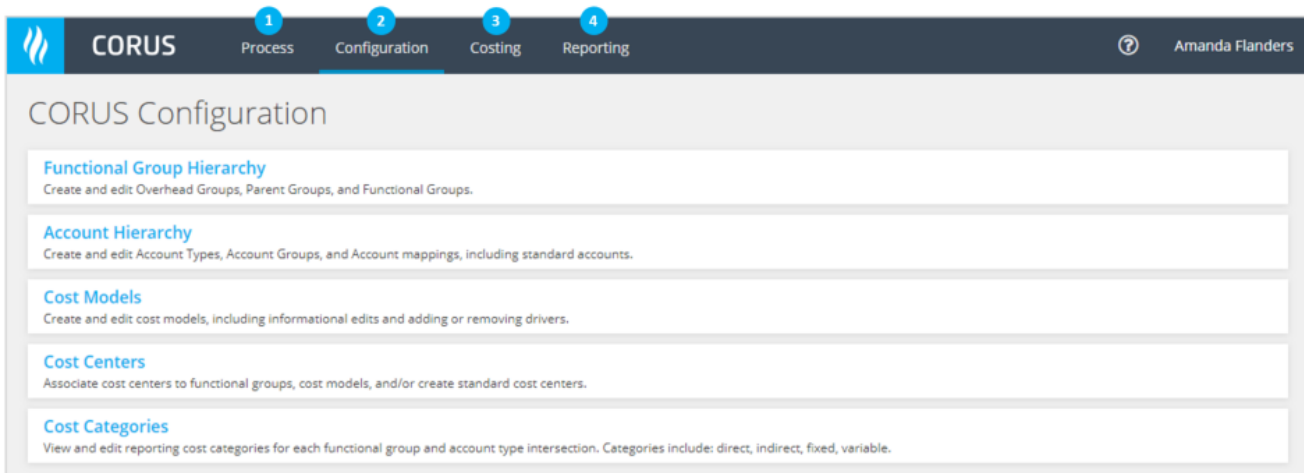 1 2 3 4
CORUS Process Configuration Costing Reporting ? Amanda Flanders
CORUS Configuration
Functional Group Hierarchy
Create and edit Overhead Groups, Parent Groups, and Functional Groups.
Account Hierarchy
Create and edit Account Types, Account Groups, and Account mappings, including standard accounts.
Cost Models
Create and edit cost models, including informational edits and adding or removing drivers.
Cost Centers
Associate cost centers to functional groups, cost models, and/or create standard cost centers.
Cost Categories
View and edit reporting cost categories for each functional group and account type intersection. Categories include: direct, indirect, fixed, variable.